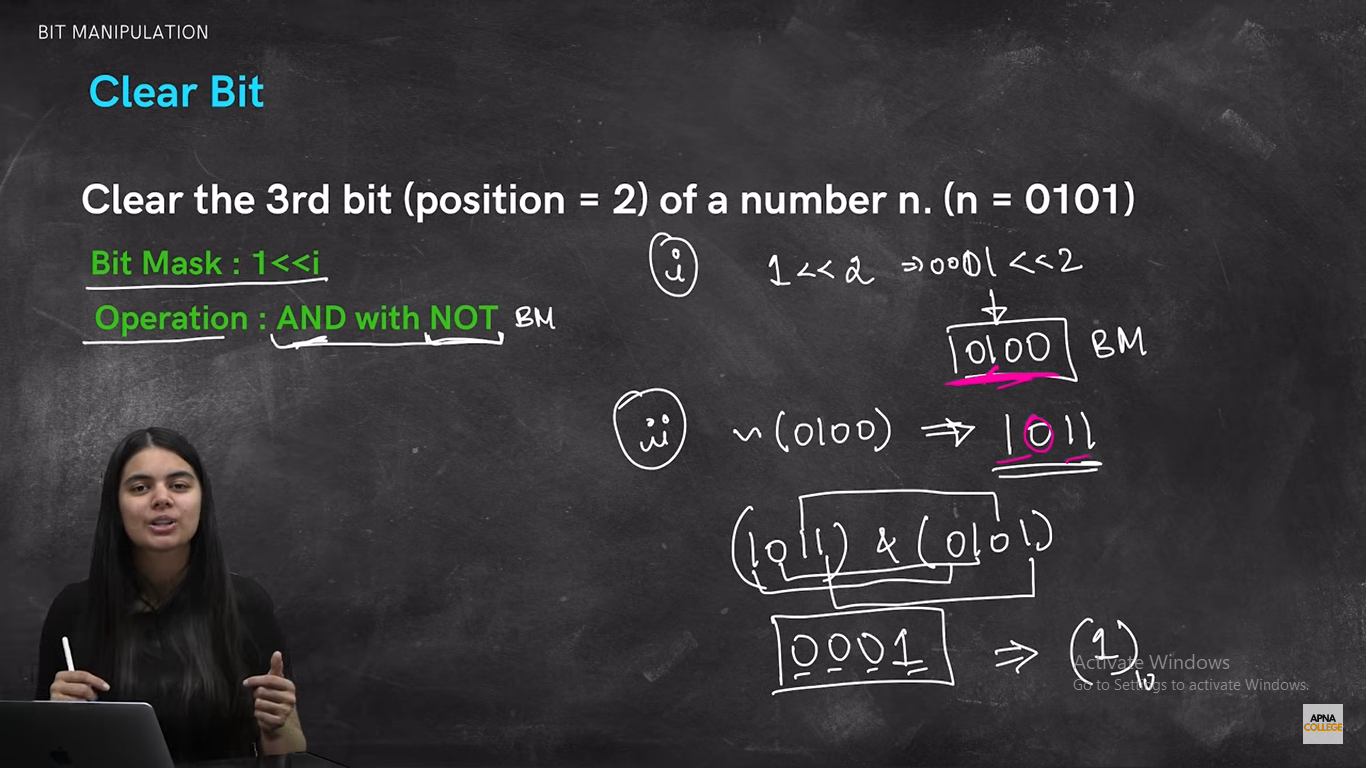 BIT MANIPULATION
Clear Bit
Clear the 3rd bit (position = 2) of a number n. (n = 0101)
Bit Mask : 1<<i
Operation : AND with NOT BM
i 1<<2 ⇒ 0001 <<2
↓
0100 BM
ii ~(0100) ⇒ 1011
(1011) & (0101)
0001 ⇒ (1)10
Activate Windows
Go to Settings to activate Windows.
APNA
COLLEGE